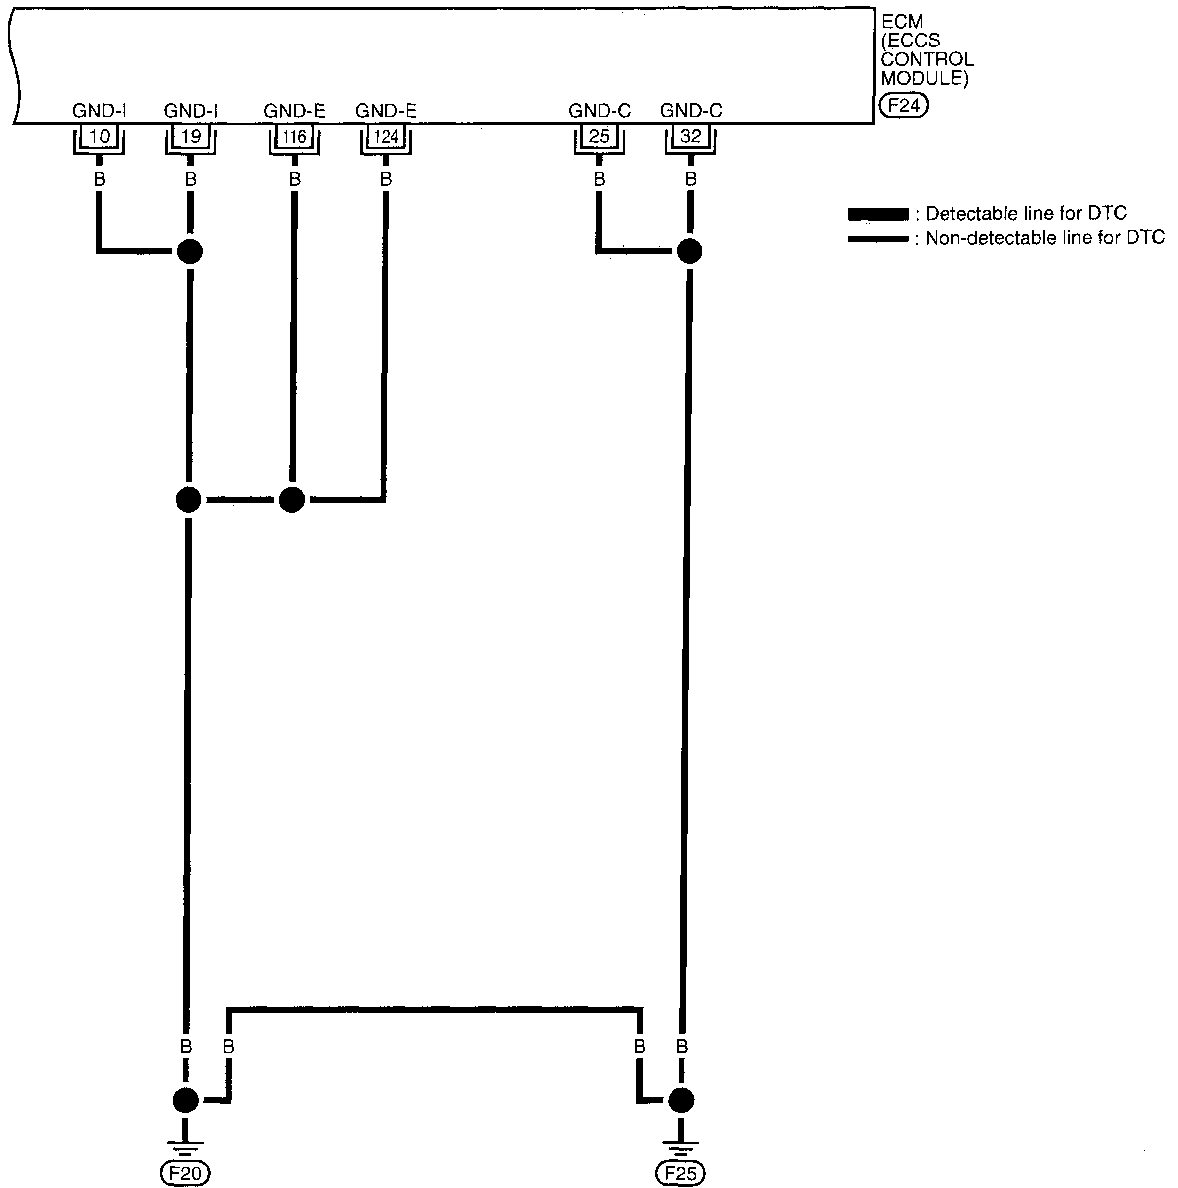 ECM
(ECCS
CONTROL
MODULE)
F24
GND-I GND-I GND-E GND-E GND-C GND-C
10 19 116 124 25 32
B B B B B B
: Detectable line for DTC
: Non-detectable line for DTC
B B B B
F20 F25